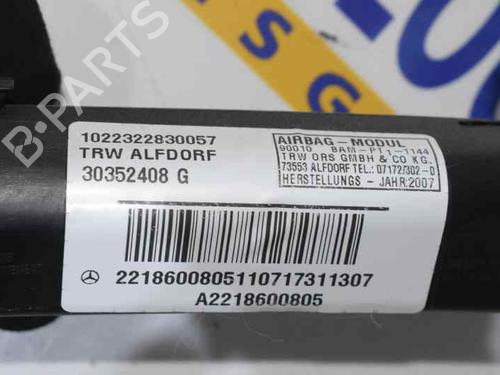 1022322830057
TRW ALFDORF
30352408 G
AIRBAG-MODUL
90010 BAM-PT1-1144
TRW ORS GMBH & CO KG.
73553 ALFDORF TEL.: 07172/302-0
HERSTELLUNGS - JAHR:2007
2218600805110717311307
A2218600805